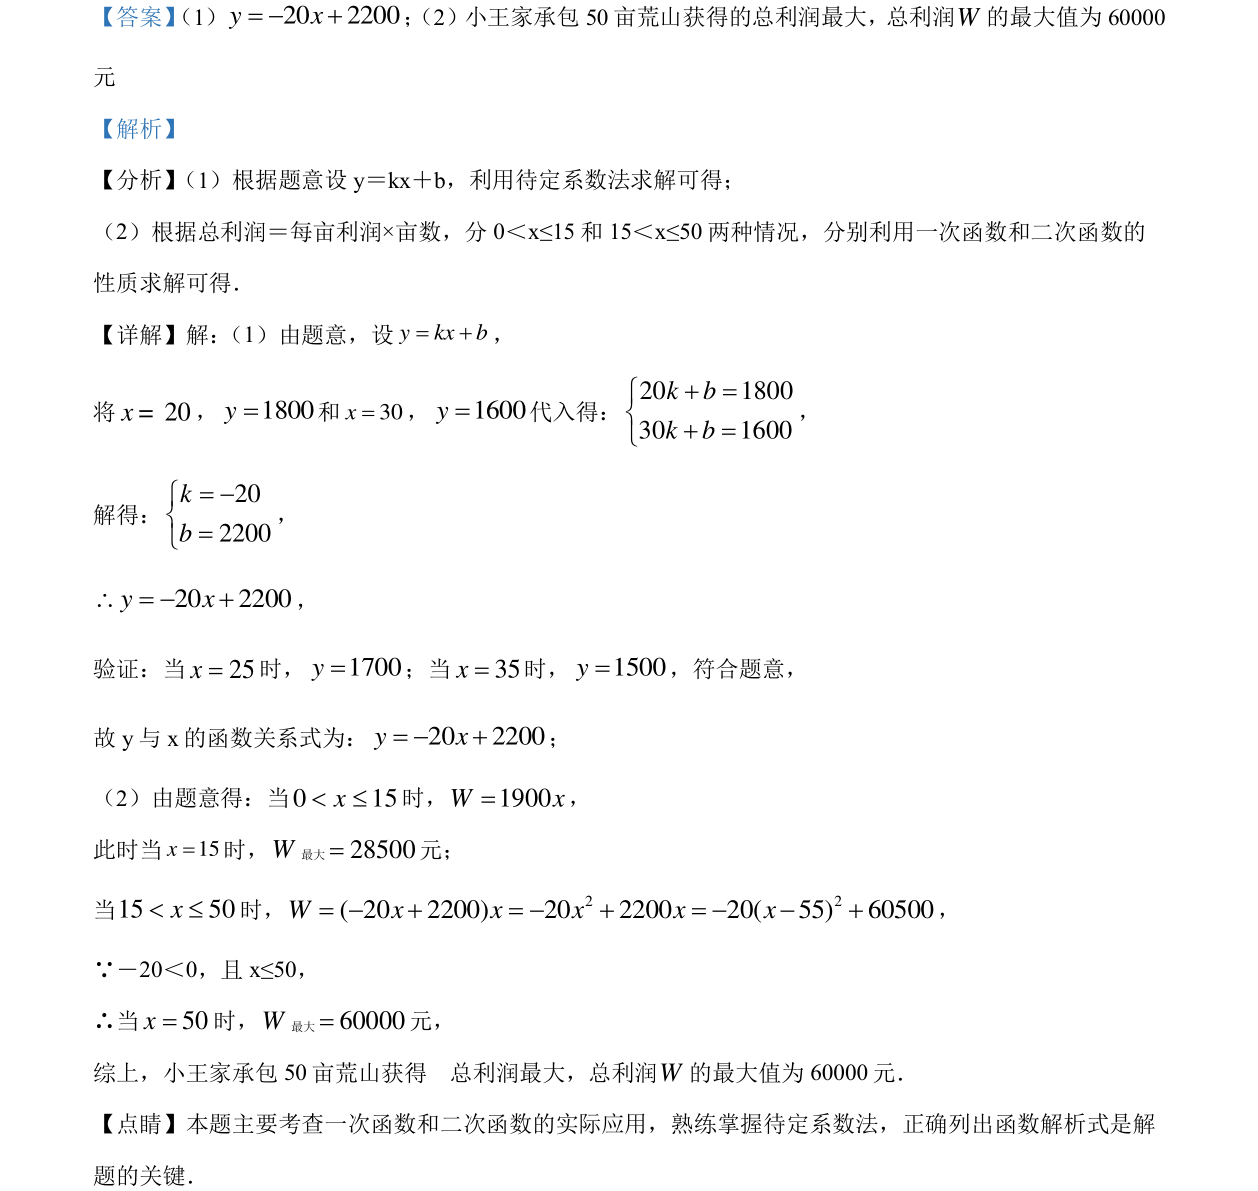 【答案】（1）y＝−20x＋2200；（2）小王家承包 50 亩荒山获得的总利润最大，总利润W 的最大值为 60000
元
【解析】
【分析】（1）根据题意设 y＝kx＋b，利用待定系数法求解可得；
（2）根据总利润＝每亩利润×亩数，分 0＜x≤15 和 15＜x≤50 两种情况，分别利用一次函数和二次函数的
性质求解可得．
【详解】解：（1）由题意，设 y = kx + b，
将 x = 20，y = 1800 和 x = 30，y = 1600 代入得：{20k + b = 1800
30k + b = 1600，
解得：{k = −20
b = 2200，
∴ y = −20x + 2200，
验证：当 x = 25 时，y = 1700；当 x = 35 时，y = 1500，符合题意，
故 y 与 x 的函数关系式为：y = −20x + 2200；
（2）由题意得：当 0 < x ≤ 15 时，W = 1900x，
此时当 x = 15 时，W 最大 = 28500 元；
当 15 < x ≤ 50 时，W = (−20x + 2200)x = −20x² + 2200x = −20(x − 55)² + 60500，
∵－20＜0，且 x≤50，
∴当 x = 50 时，W 最大 = 60000 元，
综上，小王家承包 50 亩荒山获得 总利润最大，总利润W 的最大值为 60000 元．
【点睛】本题主要考查一次函数和二次函数的实际应用，熟练掌握待定系数法，正确列出函数解析式是解
题的关键．